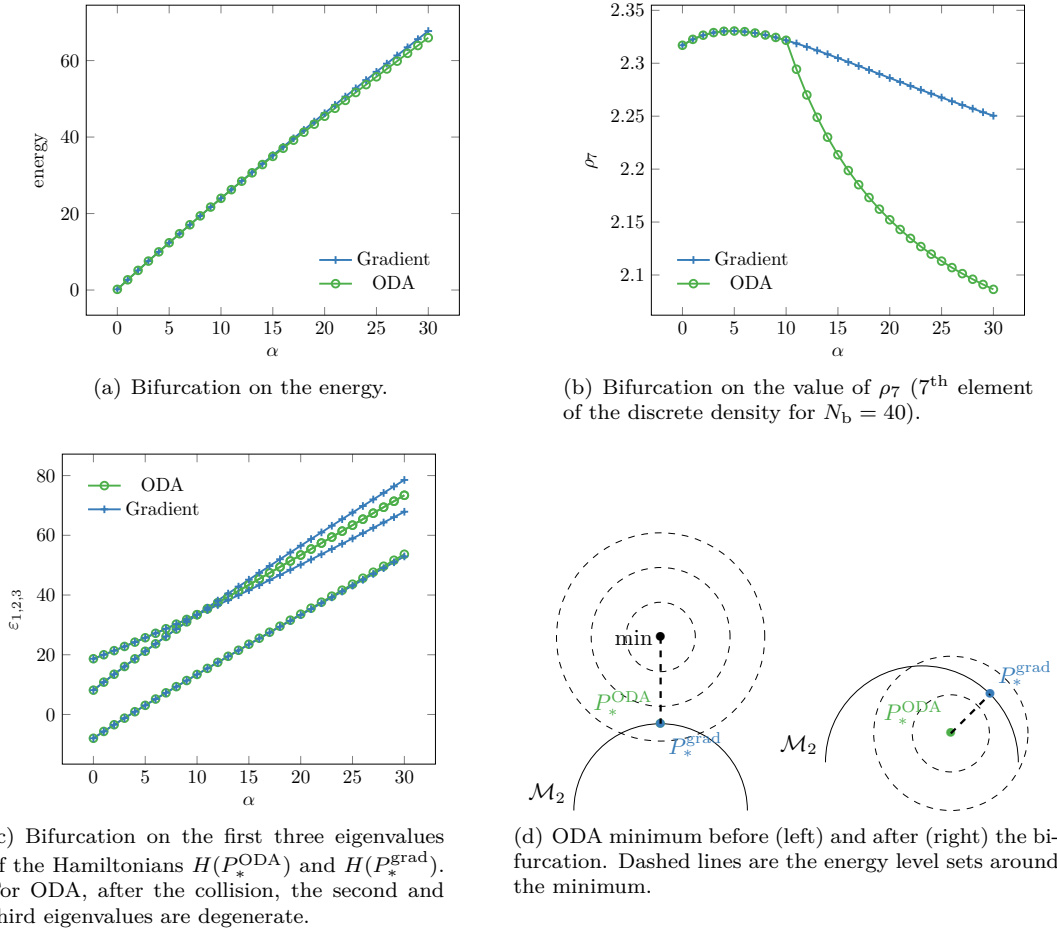 60
40
20
0
energy
Gradient
ODA
0 5 10 15 20 25 30
α
(a) Bifurcation on the energy.
2.35
2.3
2.25
2.2
2.15
2.1
ρ7
Gradient
ODA
0 5 10 15 20 25 30
α
(b) Bifurcation on the value of ρ7 (7th element
of the discrete density for Nb = 40).
80
60
40
20
0
ε1,2,3
ODA
Gradient
0 5 10 15 20 25 30
α
c) Bifurcation on the first three eigenvalues
of the Hamiltonians H(P∗ODA) and H(P∗grad).
For ODA, after the collision, the second and
third eigenvalues are degenerate.
min
P∗ODA
P∗grad
M2
P∗grad
P∗ODA
M2
(d) ODA minimum before (left) and after (right) the bi-
furcation. Dashed lines are the energy level sets around
the minimum.